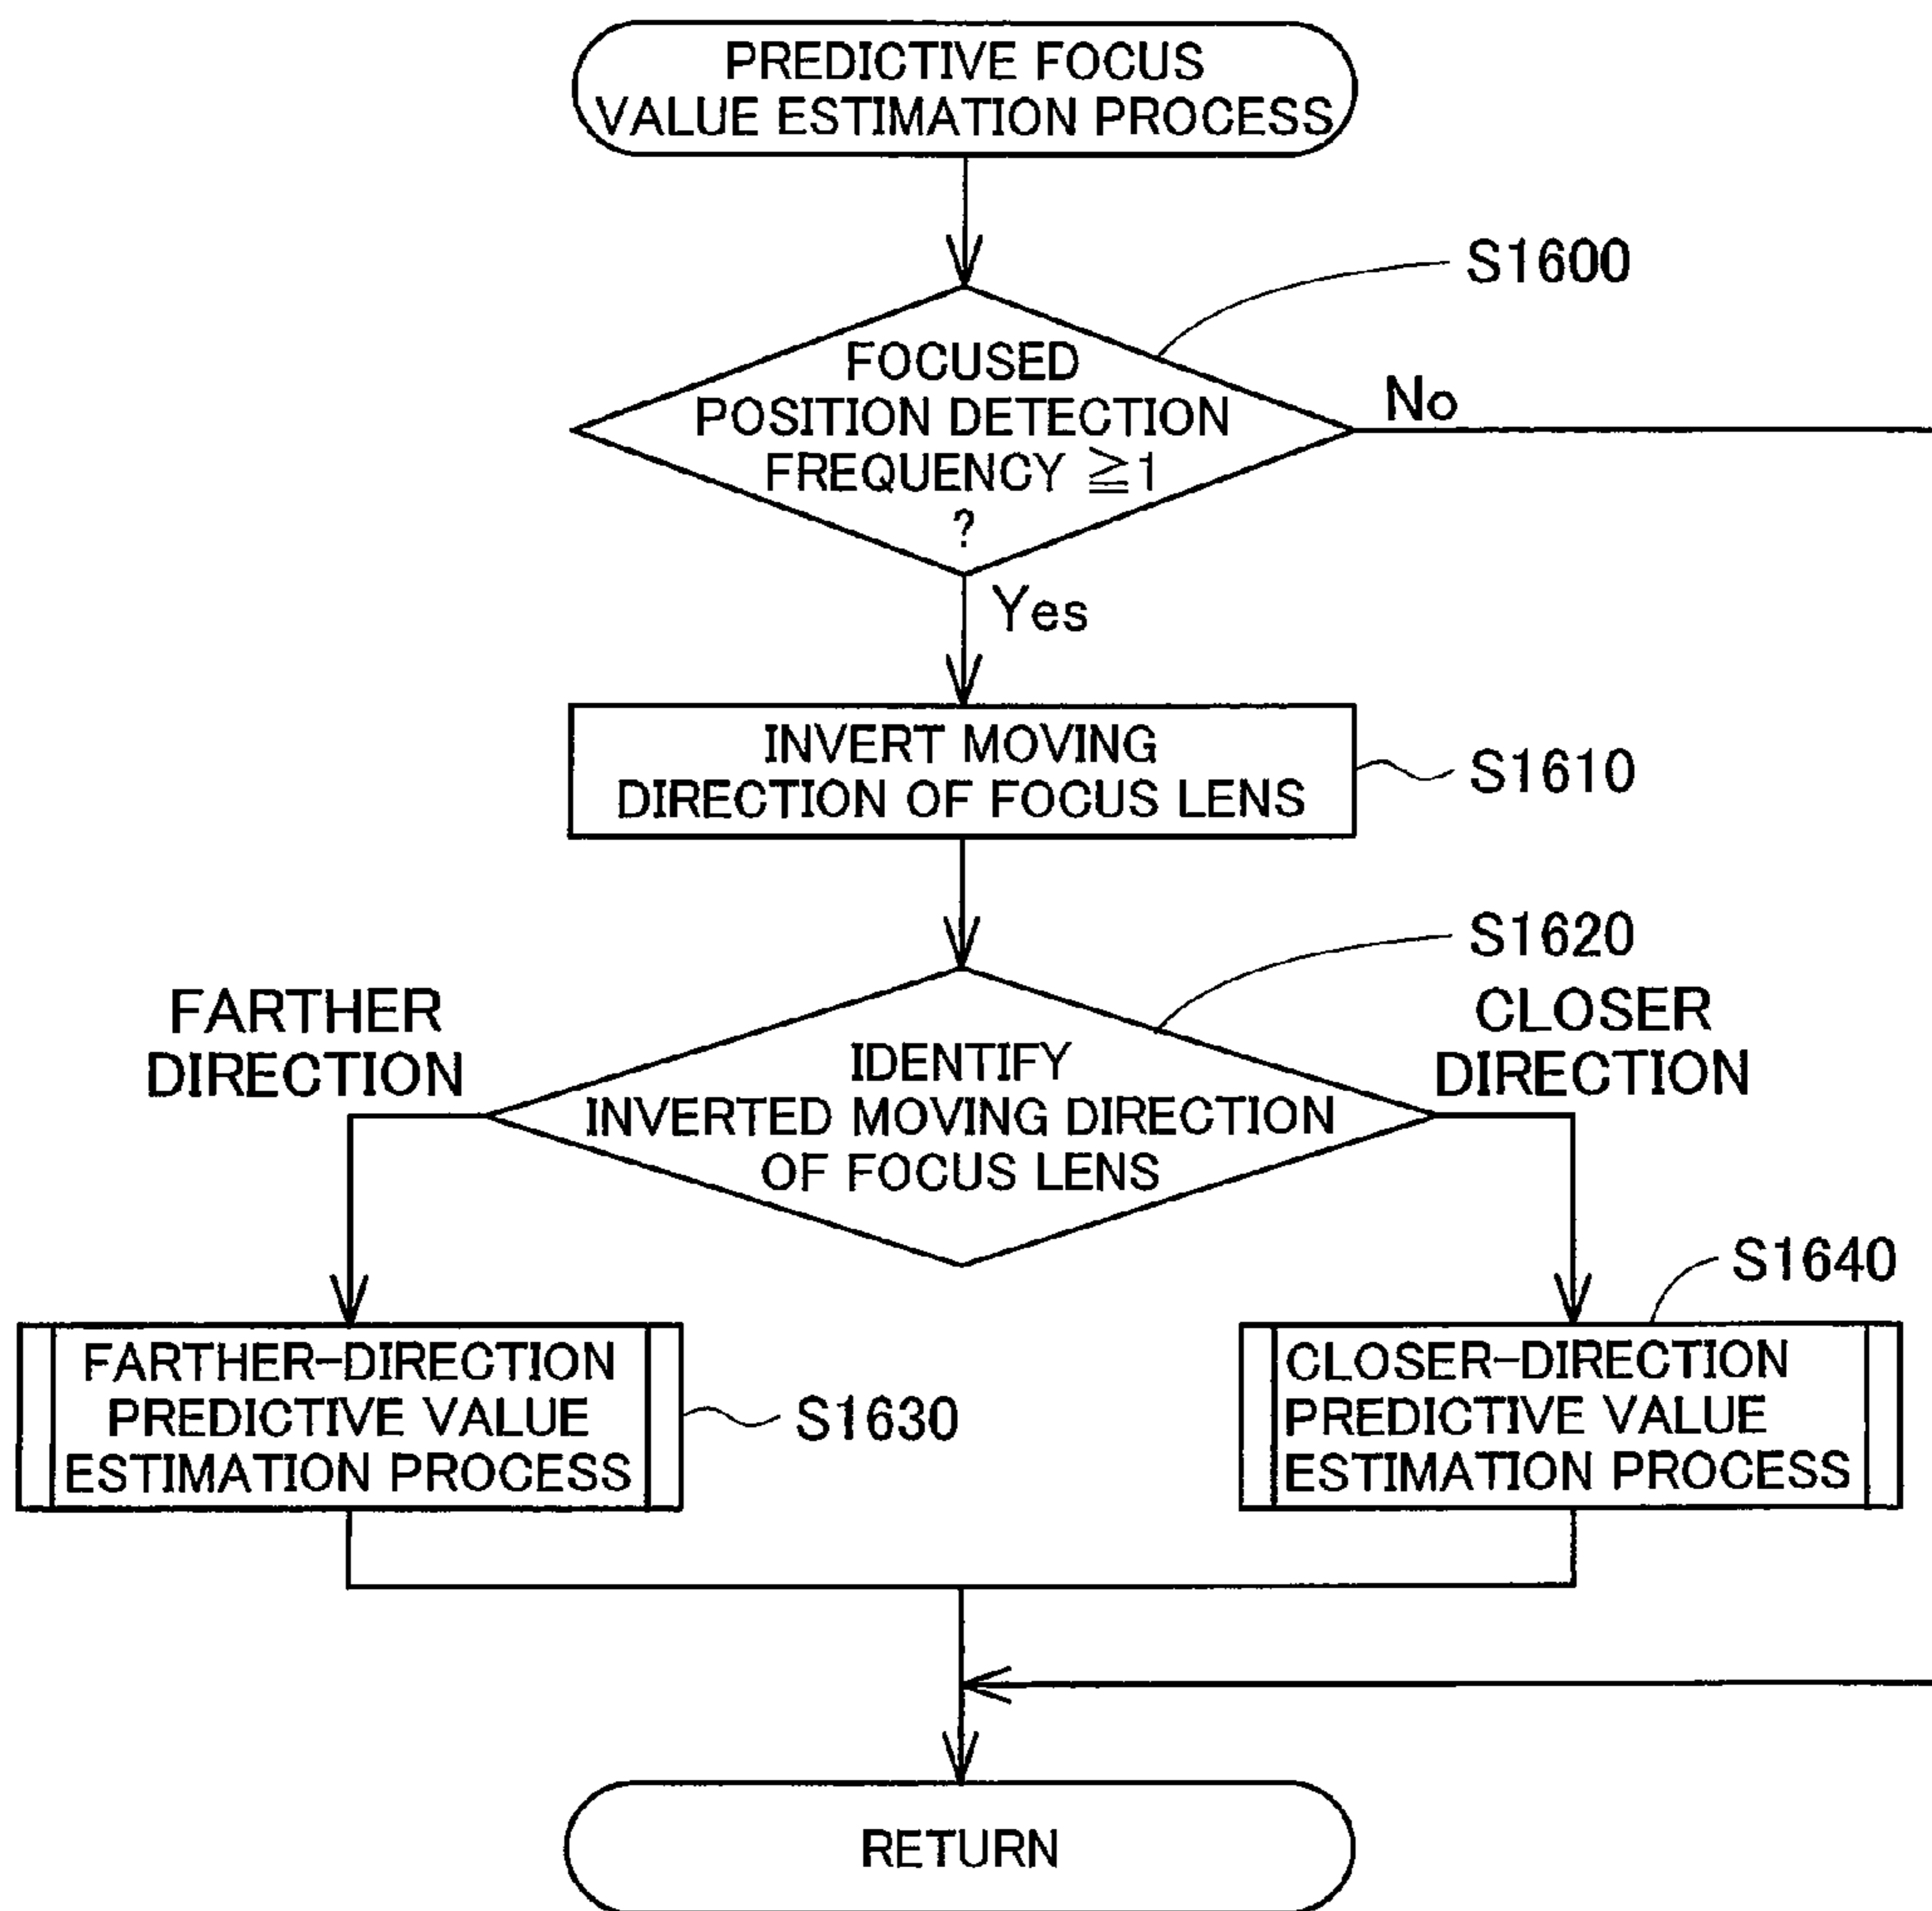 PREDICTIVE FOCUS
VALUE ESTIMATION PROCESS
S1600
FOCUSED
POSITION DETECTION
FREQUENCY ≧1
?
No
Yes
INVERT MOVING
DIRECTION OF FOCUS LENS
S1610
S1620
FARTHER
DIRECTION
CLOSER
DIRECTION
IDENTIFY
INVERTED MOVING DIRECTION
OF FOCUS LENS
S1640
FARTHER-DIRECTION
PREDICTIVE VALUE
ESTIMATION PROCESS
S1630
CLOSER-DIRECTION
PREDICTIVE VALUE
ESTIMATION PROCESS
RETURN